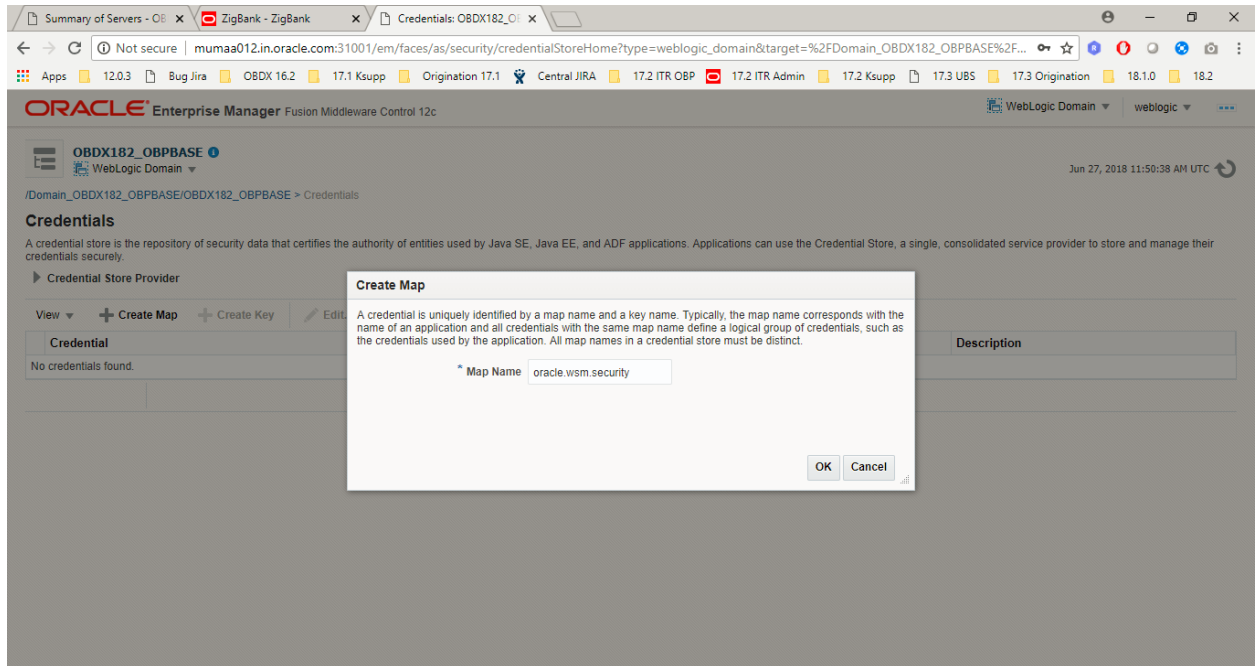 Summary of Servers - OB
ZigBank - ZigBank
Credentials: OBDX182_OB
Not secure | mumaa012.in.oracle.com:31001/em/faces/as/security/credentialStoreHome?type=weblogic_domain&target=%2FDomain_OBDX182_OBPBASE%2F...
Apps 12.0.3 Bug Jira OBDX 16.2 17.1 Ksupp Origination 17.1 Central JIRA 17.2 ITR OBP 17.2 ITR Admin 17.2 Ksupp 17.3 UBS 17.3 Origination 18.1.0 18.2
ORACLE Enterprise Manager Fusion Middleware Control 12c
WebLogic Domain
weblogic
OBDX182_OBPBASE
WebLogic Domain
Jun 27, 2018 11:50:38 AM UTC
/Domain_OBDX182_OBPBASE/OBDX182_OBPBASE > Credentials
Credentials
A credential store is the repository of security data that certifies the authority of entities used by Java SE, Java EE, and ADF applications. Applications can use the Credential Store, a single, consolidated service provider to store and manage their
credentials securely.
Credential Store Provider
View Create Map Create Key Edit.
Credential
Description
No credentials found.
Create Map
A credential is uniquely identified by a map name and a key name. Typically, the map name corresponds with the
name of an application and all credentials with the same map name define a logical group of credentials, such as
the credentials used by the application. All map names in a credential store must be distinct.
* Map Name oracle.wsm.security
OK Cancel